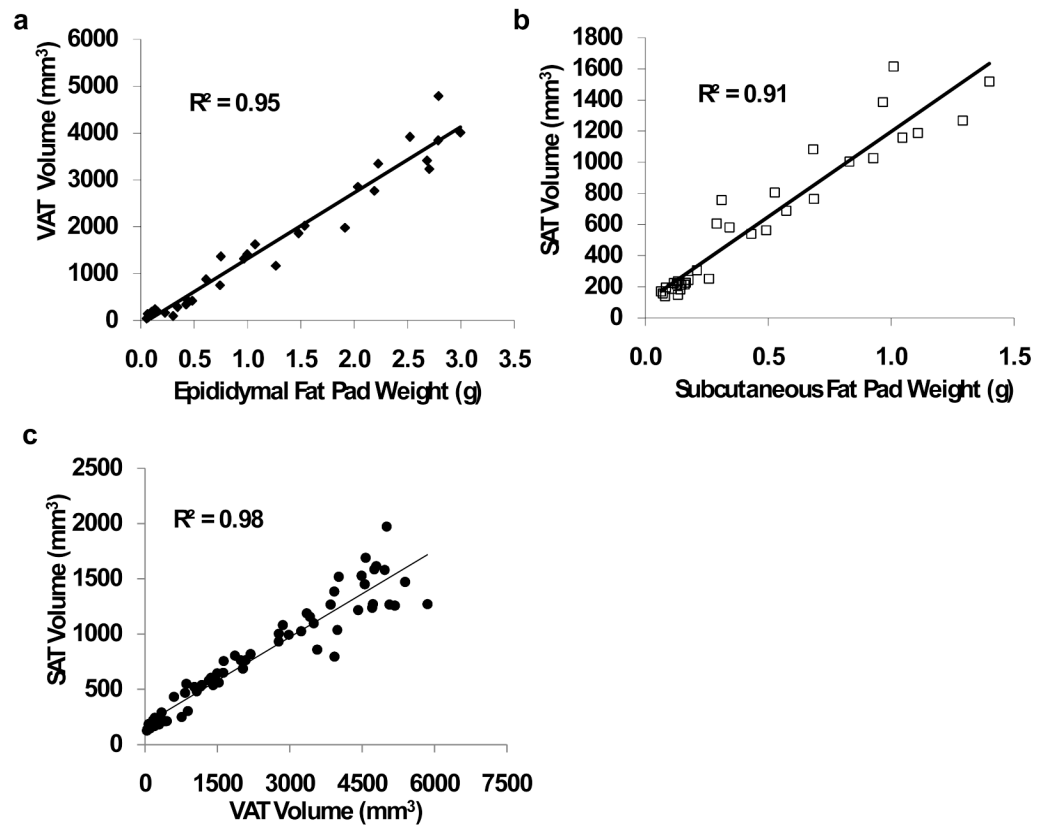 a
6000
5000
4000
3000
2000
1000
0
VAT Volume (mm³)
R² = 0.95
0.0 0.5 1.0 1.5 2.0 2.5 3.0 3.5
Epididymal Fat Pad Weight (g)
b
1800
1600
1400
1200
1000
800
600
400
200
0
SAT Volume (mm³)
R² = 0.91
0.0 0.5 1.0 1.5
Subcutaneous Fat Pad Weight (g)
c
2500
2000
1500
1000
500
0
SAT Volume (mm³)
R² = 0.98
0 1500 3000 4500 6000 7500
VAT Volume (mm³)